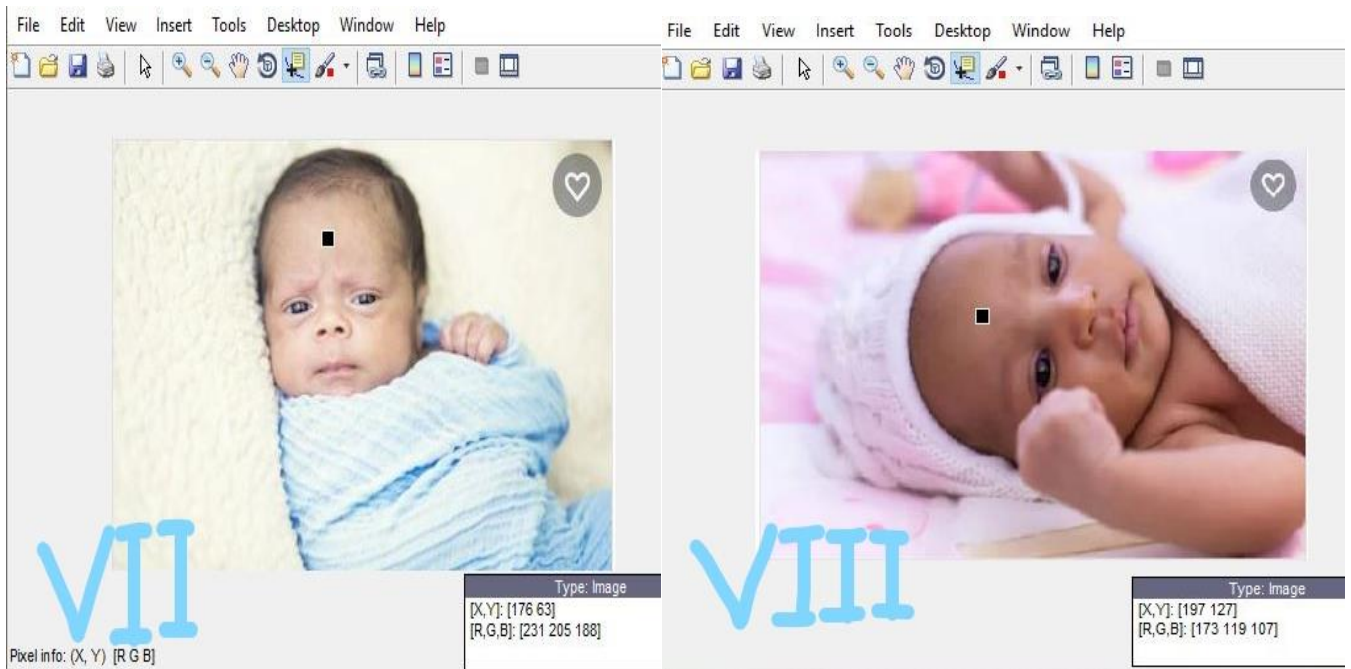 File Edit View Insert Tools Desktop Window Help
VII
Type: Image
[X,Y]: [176 63]
[R,G,B]: [231 205 188]
Pixel info: (X, Y) [R G B]
File Edit View Insert Tools Desktop Window Help
VIII
Type: Image
[X,Y]: [197 127]
[R,G,B]: [173 119 107]